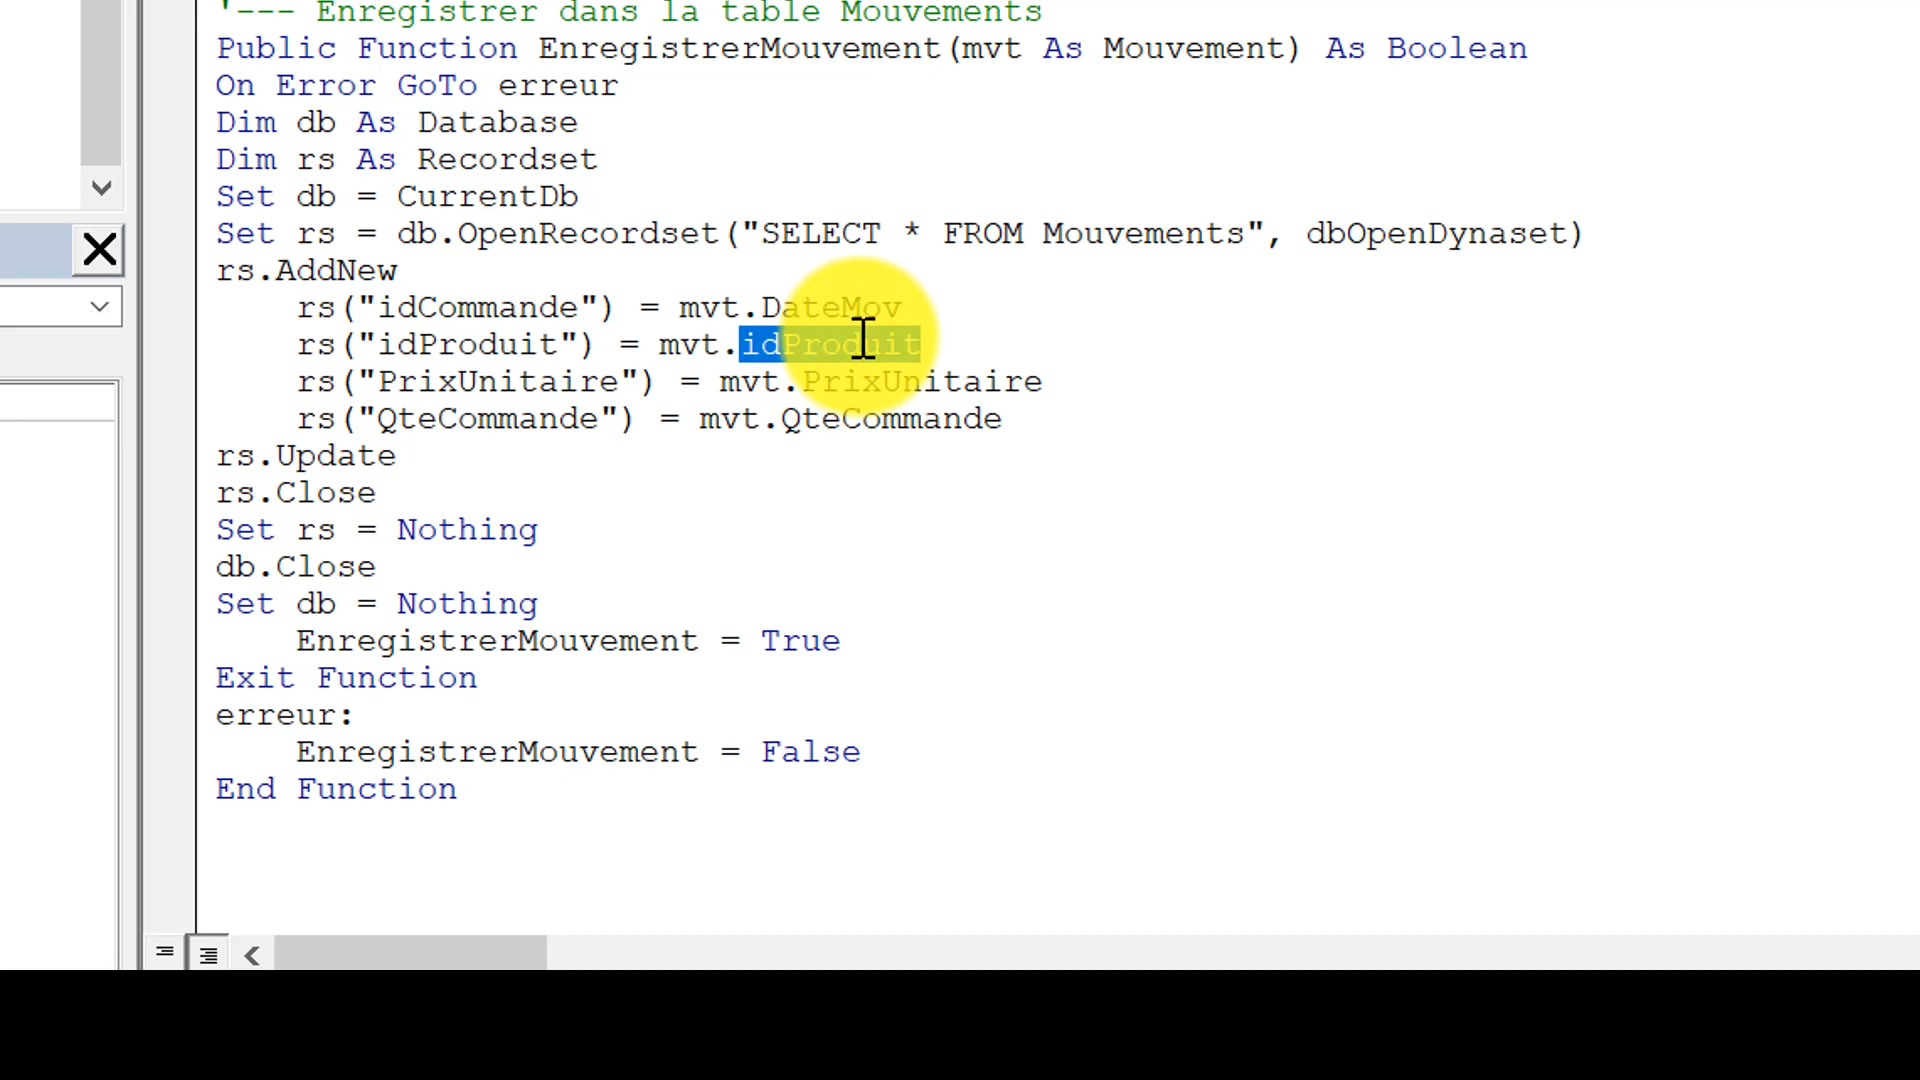 '--- Enregistrer dans la table Mouvements
Public Function EnregistrerMouvement(mvt As Mouvement) As Boolean
On Error GoTo erreur
Dim db As Database
Dim rs As Recordset
Set db = CurrentDb
Set rs = db.OpenRecordset("SELECT * FROM Mouvements", dbOpenDynaset)
rs.AddNew
rs("idCommande") = mvt.DateMov
rs("idProduit") = mvt.idProduit
rs("PrixUnitaire") = mvt.PrixUnitaire
rs("QteCommande") = mvt.QteCommande
rs.Update
rs.Close
Set rs = Nothing
db.Close
Set db = Nothing
EnregistrerMouvement = True
Exit Function
erreur:
EnregistrerMouvement = False
End Function